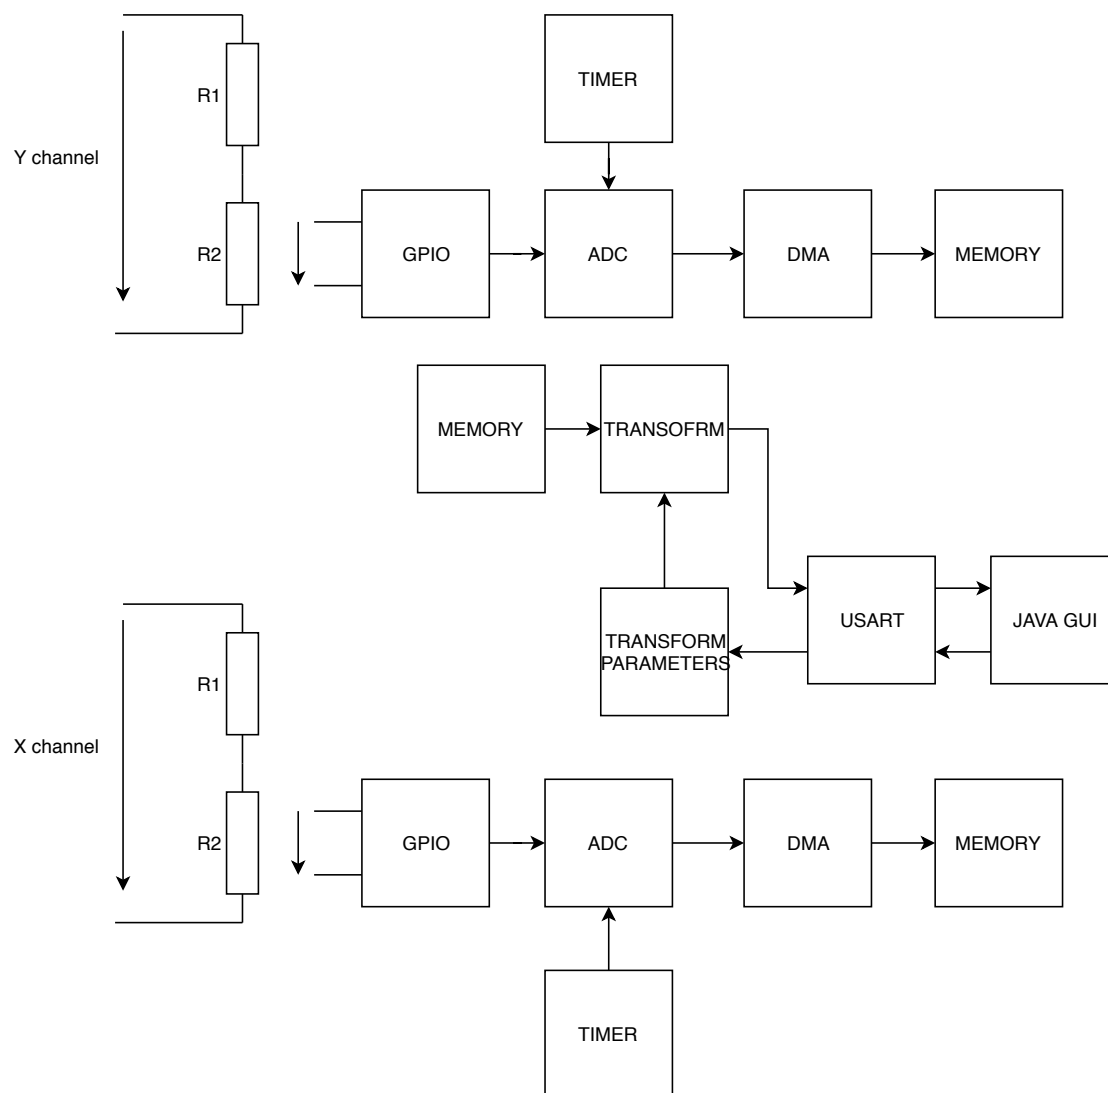 TIMER
R1
Y channel
R2
GPIO
ADC
DMA
MEMORY
MEMORY
TRANSOFRM
TRANSFORM
PARAMETERS
USART
JAVA GUI
R1
X channel
R2
GPIO
ADC
DMA
MEMORY
TIMER